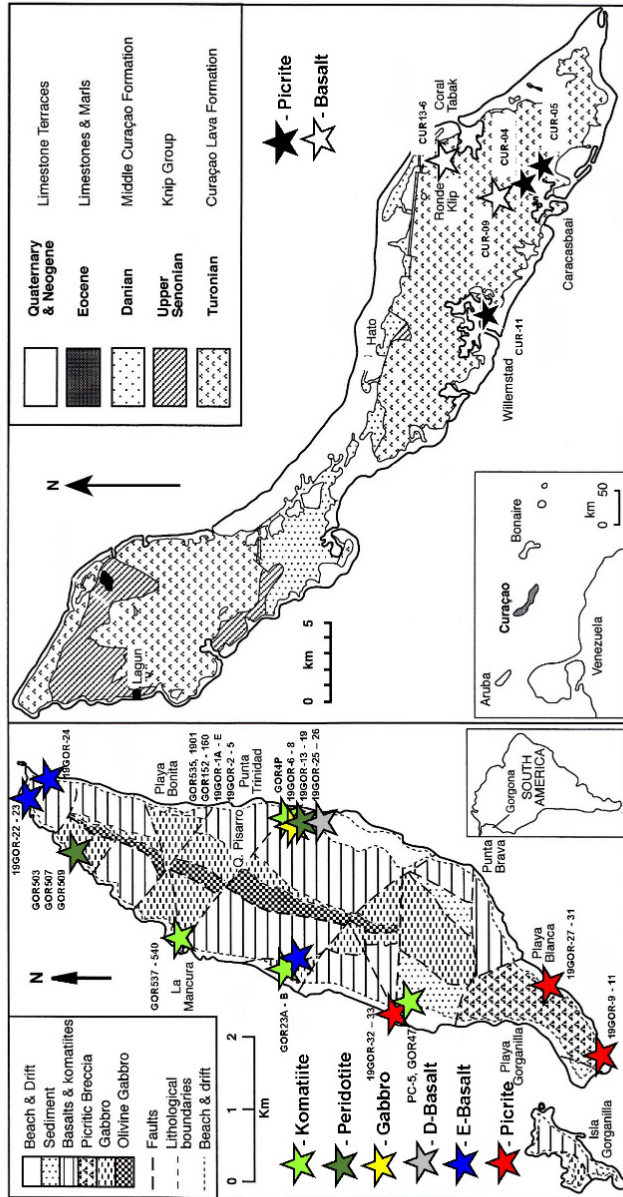 Beach & Drift
Sediment
Basalts & komatiites
Picritic Breccia
Gabbro
Olivine Gabbro
Faults
Lithological
boundaries
Beach & drift
N
19GOR-22 - 23
19GOR-24
GOR503
GOR507
GOR509
Playa
Bonita
GOR535, 1901
GOR152 - 160
19GOR-1A - E
19GOR-2 - 5
Punta
Trinidad
Q. Pisarro
GOR537 - 540
La
Mancura
GOR4P
19GOR-6 - 8
19GOR-13 - 19
19GOR-25 - 26
GOR23A - B
19GOR-32 - 33
PC-5, GOR47
Punta
Brava
Playa
Gorganilla
Playa
Blanca
19GOR-27 - 31
19GOR-9 - 11
Isla
Gorganilla
0 1 2
Km
- Komatiite
- Peridotite
- Gabbro
- D-Basalt
- E-Basalt
- Picrite
Gorgona
SOUTH
AMERICA
N
Quaternary
& Neogene
Limestone Terraces
Eocene
Limestones & Marls
Danian
Middle Curaçao Formation
Upper
Senonian
Knip Group
Turonian
Curaçao Lava Formation
- Picrite
- Basalt
Lagun
Hato
Ronde
Klip
CUR13-6
Coral
Tabak
CUR-09
CUR-04
CUR-05
Caracasbaai
Willemstad
CUR-11
0 5
km
Aruba
Curaçao
Bonaire
Venezuela
0 50
km